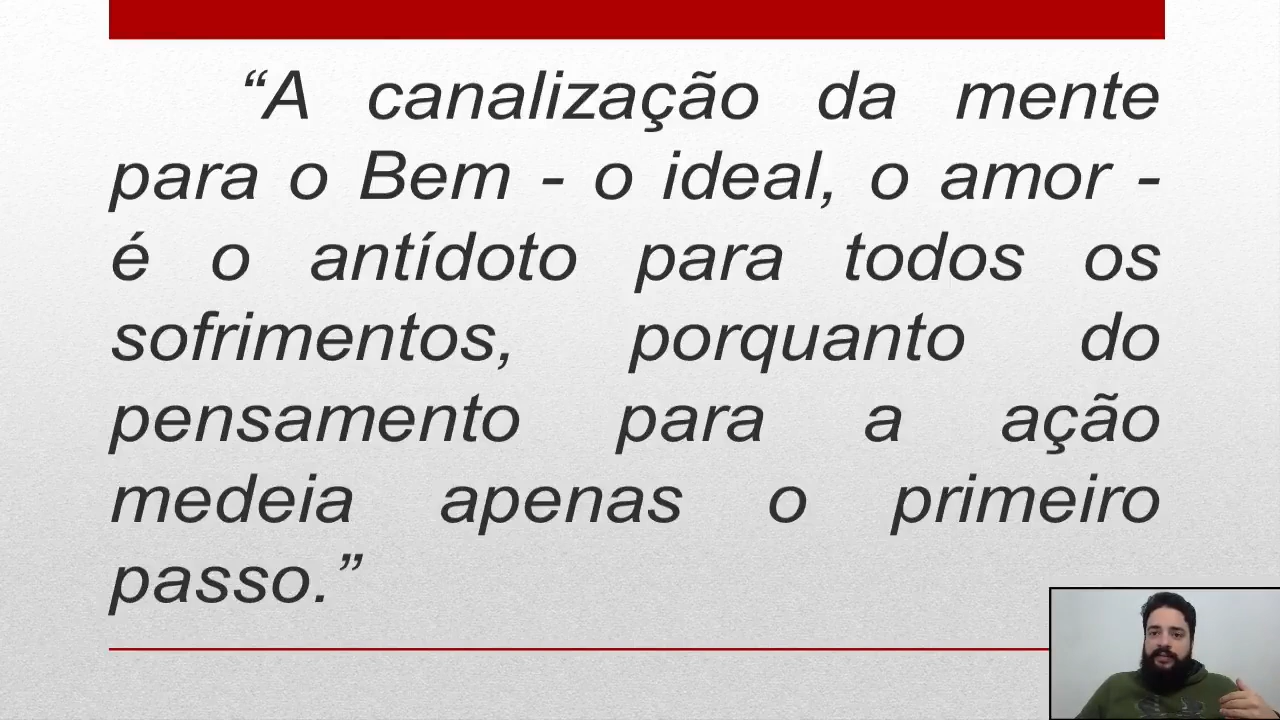 “A canalização da mente
para o Bem - o ideal, o amor -
é o antídoto para todos os
sofrimentos, porquanto do
pensamento para a ação
medeia apenas o primeiro
passo.”